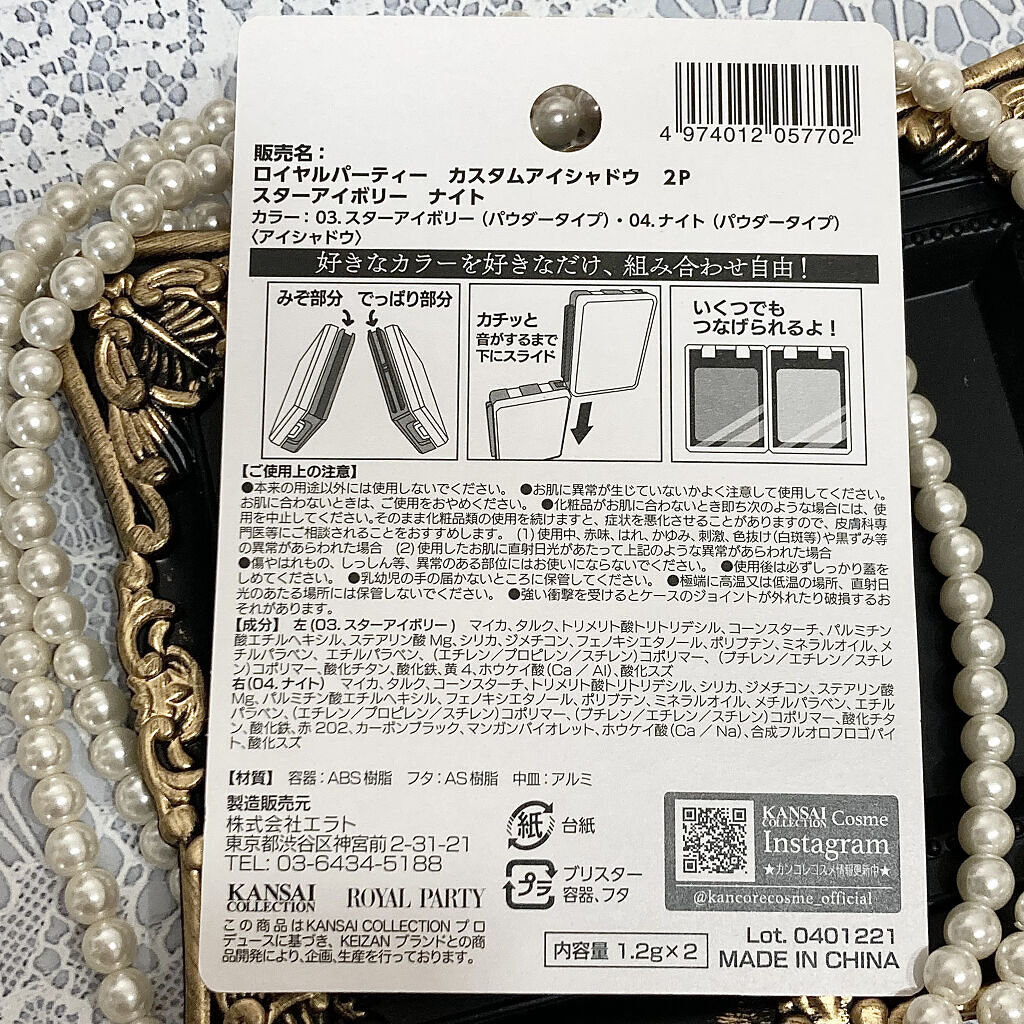 4 974012 057702
販売名：
ロイヤルパーティー カスタムアイシャドウ 2P
スターアイボリー ナイト
カラー：03.スターアイボリー（パウダータイプ）・04.ナイト（パウダータイプ）
〈アイシャドウ〉
好きなカラーを好きなだけ、組み合わせ自由！
みぞ部分 でっぱり部分
カチッと
音がするまで
下にスライド
いくつでも
つなげられるよ！
【ご使用上の注意】
●本来の用途以外には使用しないでください。 ●お肌に異常が生じていないかよく注意して使用してください。
お肌に合わないときは、ご使用をおやめください。 ●化粧品がお肌に合わないとき即ち次のような場合には、使
用を中止してください。そのまま化粧品類の使用を続けますと、症状を悪化させることがありますので、皮膚科専
門医等にご相談されることをおすすめします。 (1)使用中、赤味、はれ、かゆみ、刺激、色抜け(白斑等)や黒ずみ等
の異常があらわれた場合 (2)使用したお肌に直射日光があたって上記のような異常があらわれた場合
●傷やはれもの、しっしん等、異常のある部位にはお使いにならないでください。 ●使用後は必ずしっかり蓋を
しめてください。 ●乳幼児の手の届かないところに保管してください。 ●極端に高温又は低温の場所、直射日
光のあたる場所には保管しないでください。 ●強い衝撃を受けるとケースのジョイントが外れたり破損するお
それがあります。
【成分】 左(03.スターアイボリー) マイカ、タルク、トリメリト酸トリトリデシル、コーンスターチ、パルミチン
酸エチルヘキシル、ステアリン酸Mg、シリカ、ジメチコン、フェノキシエタノール、ポリブテン、ミネラルオイル、メ
チルパラベン、エチルパラベン、(エチレン／プロピレン／スチレン)コポリマー、(ブチレン／エチレン／スチレ
ン)コポリマー、酸化チタン、酸化鉄、黄4、ホウケイ酸(Ca／Al)、酸化スズ
右(04.ナイト) マイカ、タルク、コーンスターチ、トリメリト酸トリトリデシル、シリカ、ジメチコン、ステアリン酸
Mg、パルミチン酸エチルヘキシル、フェノキシエタノール、ポリブテン、ミネラルオイル、メチルパラベン、エチル
パラベン、(エチレン／プロピレン／スチレン)コポリマー、(ブチレン／エチレン／スチレン)コポリマー、酸化チタ
ン、酸化鉄、赤202、カーボンブラック、マンガンバイオレット、ホウケイ酸(Ca／Na)、合成フルオロフロゴパイ
ト、酸化スズ
【材質】 容器：ABS樹脂 フタ：AS樹脂 中皿：アルミ
製造販売元
株式会社エラト
東京都渋谷区神宮前2-31-21
TEL: 03-6434-5188
KANSAI
COLLECTION
ROYAL PARTY
この商品はKANSAI COLLECTION プロ
デュースに基づき、KEIZAN ブランドとの商
品開発により、企画、生産を行っております。
紙 台紙
プラ ブリスター
容器、フタ
KANSAI
COLLECTION Cosme
Instagram
★カンコレコスメ情報更新中★
@kancorecosme_official
内容量 1.2g×2
Lot. 0401221
MADE IN CHINA